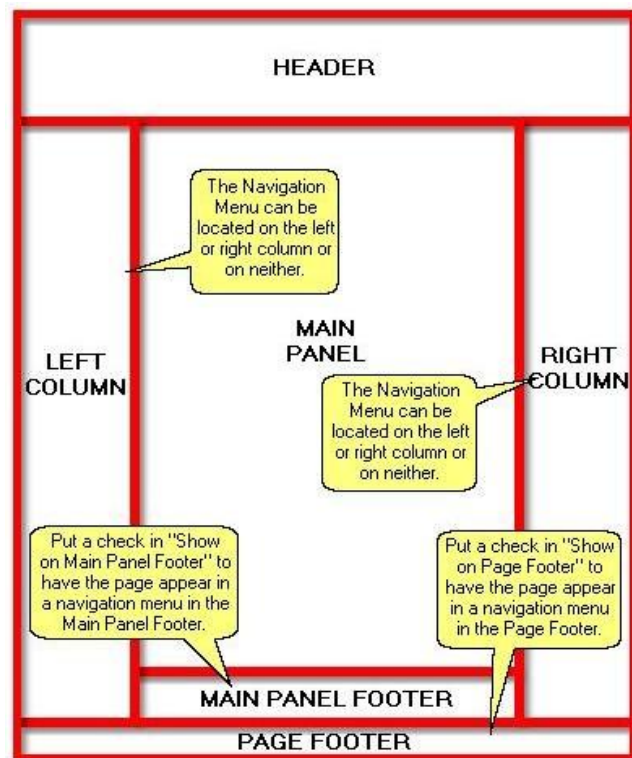 HEADER
The Navigation
Menu can be
located on the left
or right column or
on neither.
MAIN
PANEL
LEFT
COLUMN
RIGHT
COLUMN
The Navigation
Menu can be
located on the left
or right column or
on neither.
Put a check in "Show
on Main Panel Footer" to
have the page appear in
a navigation menu in the
Main Panel Footer.
Put a check in "Show
on Page Footer" to
have the page appear
in a navigation menu
in the Page Footer.
MAIN PANEL FOOTER
PAGE FOOTER